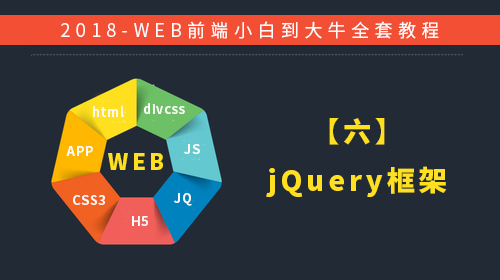 2018-WEB前端小白到大牛全套教程
html
divcss
APP
WEB
JS
CSS3
JQ
H5
【六】
jQuery框架